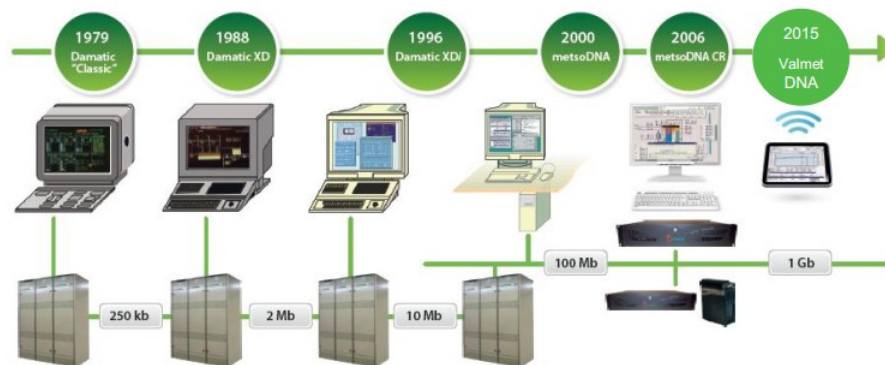 1979
Damatic
"Classic"
1988
Damatic XD
1996
Damatic XDi
2000
metsoDNA
2006
metsoDNA CR
2015
Valmet
DNA
250 kb
2 Mb
10 Mb
100 Mb
1 Gb